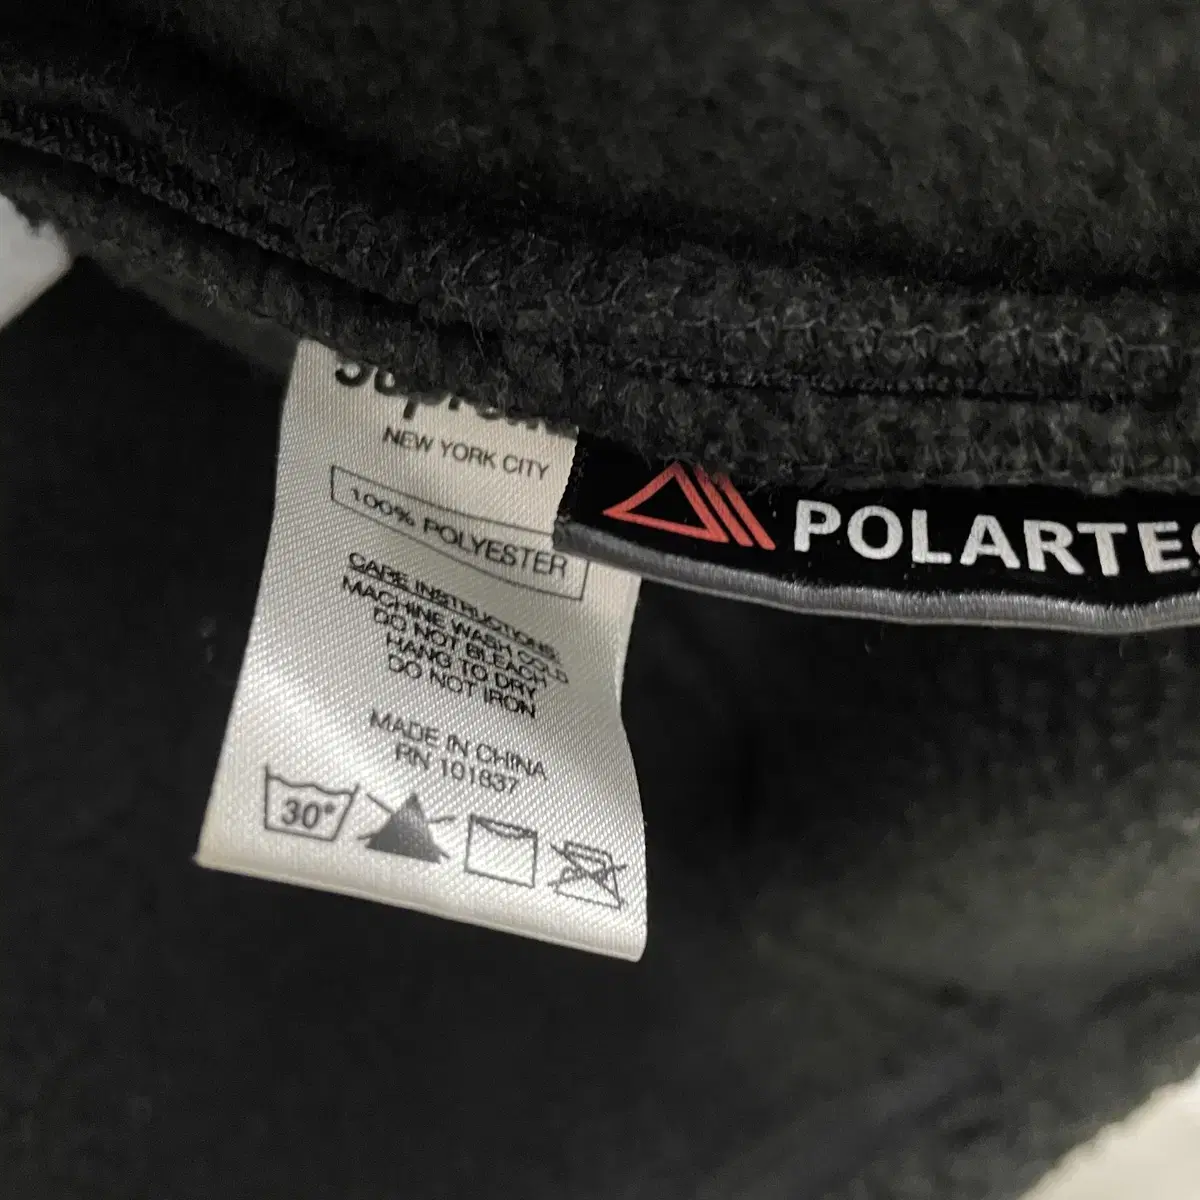 Supreme
NEW YORK CITY
100% POLYESTER
CARE INSTRUCTIONS:
MACHINE WASH COLD
DO NOT BLEACH
HANG TO DRY
DO NOT IRON
MADE IN CHINA
RN 101837
30°
POLARTEC